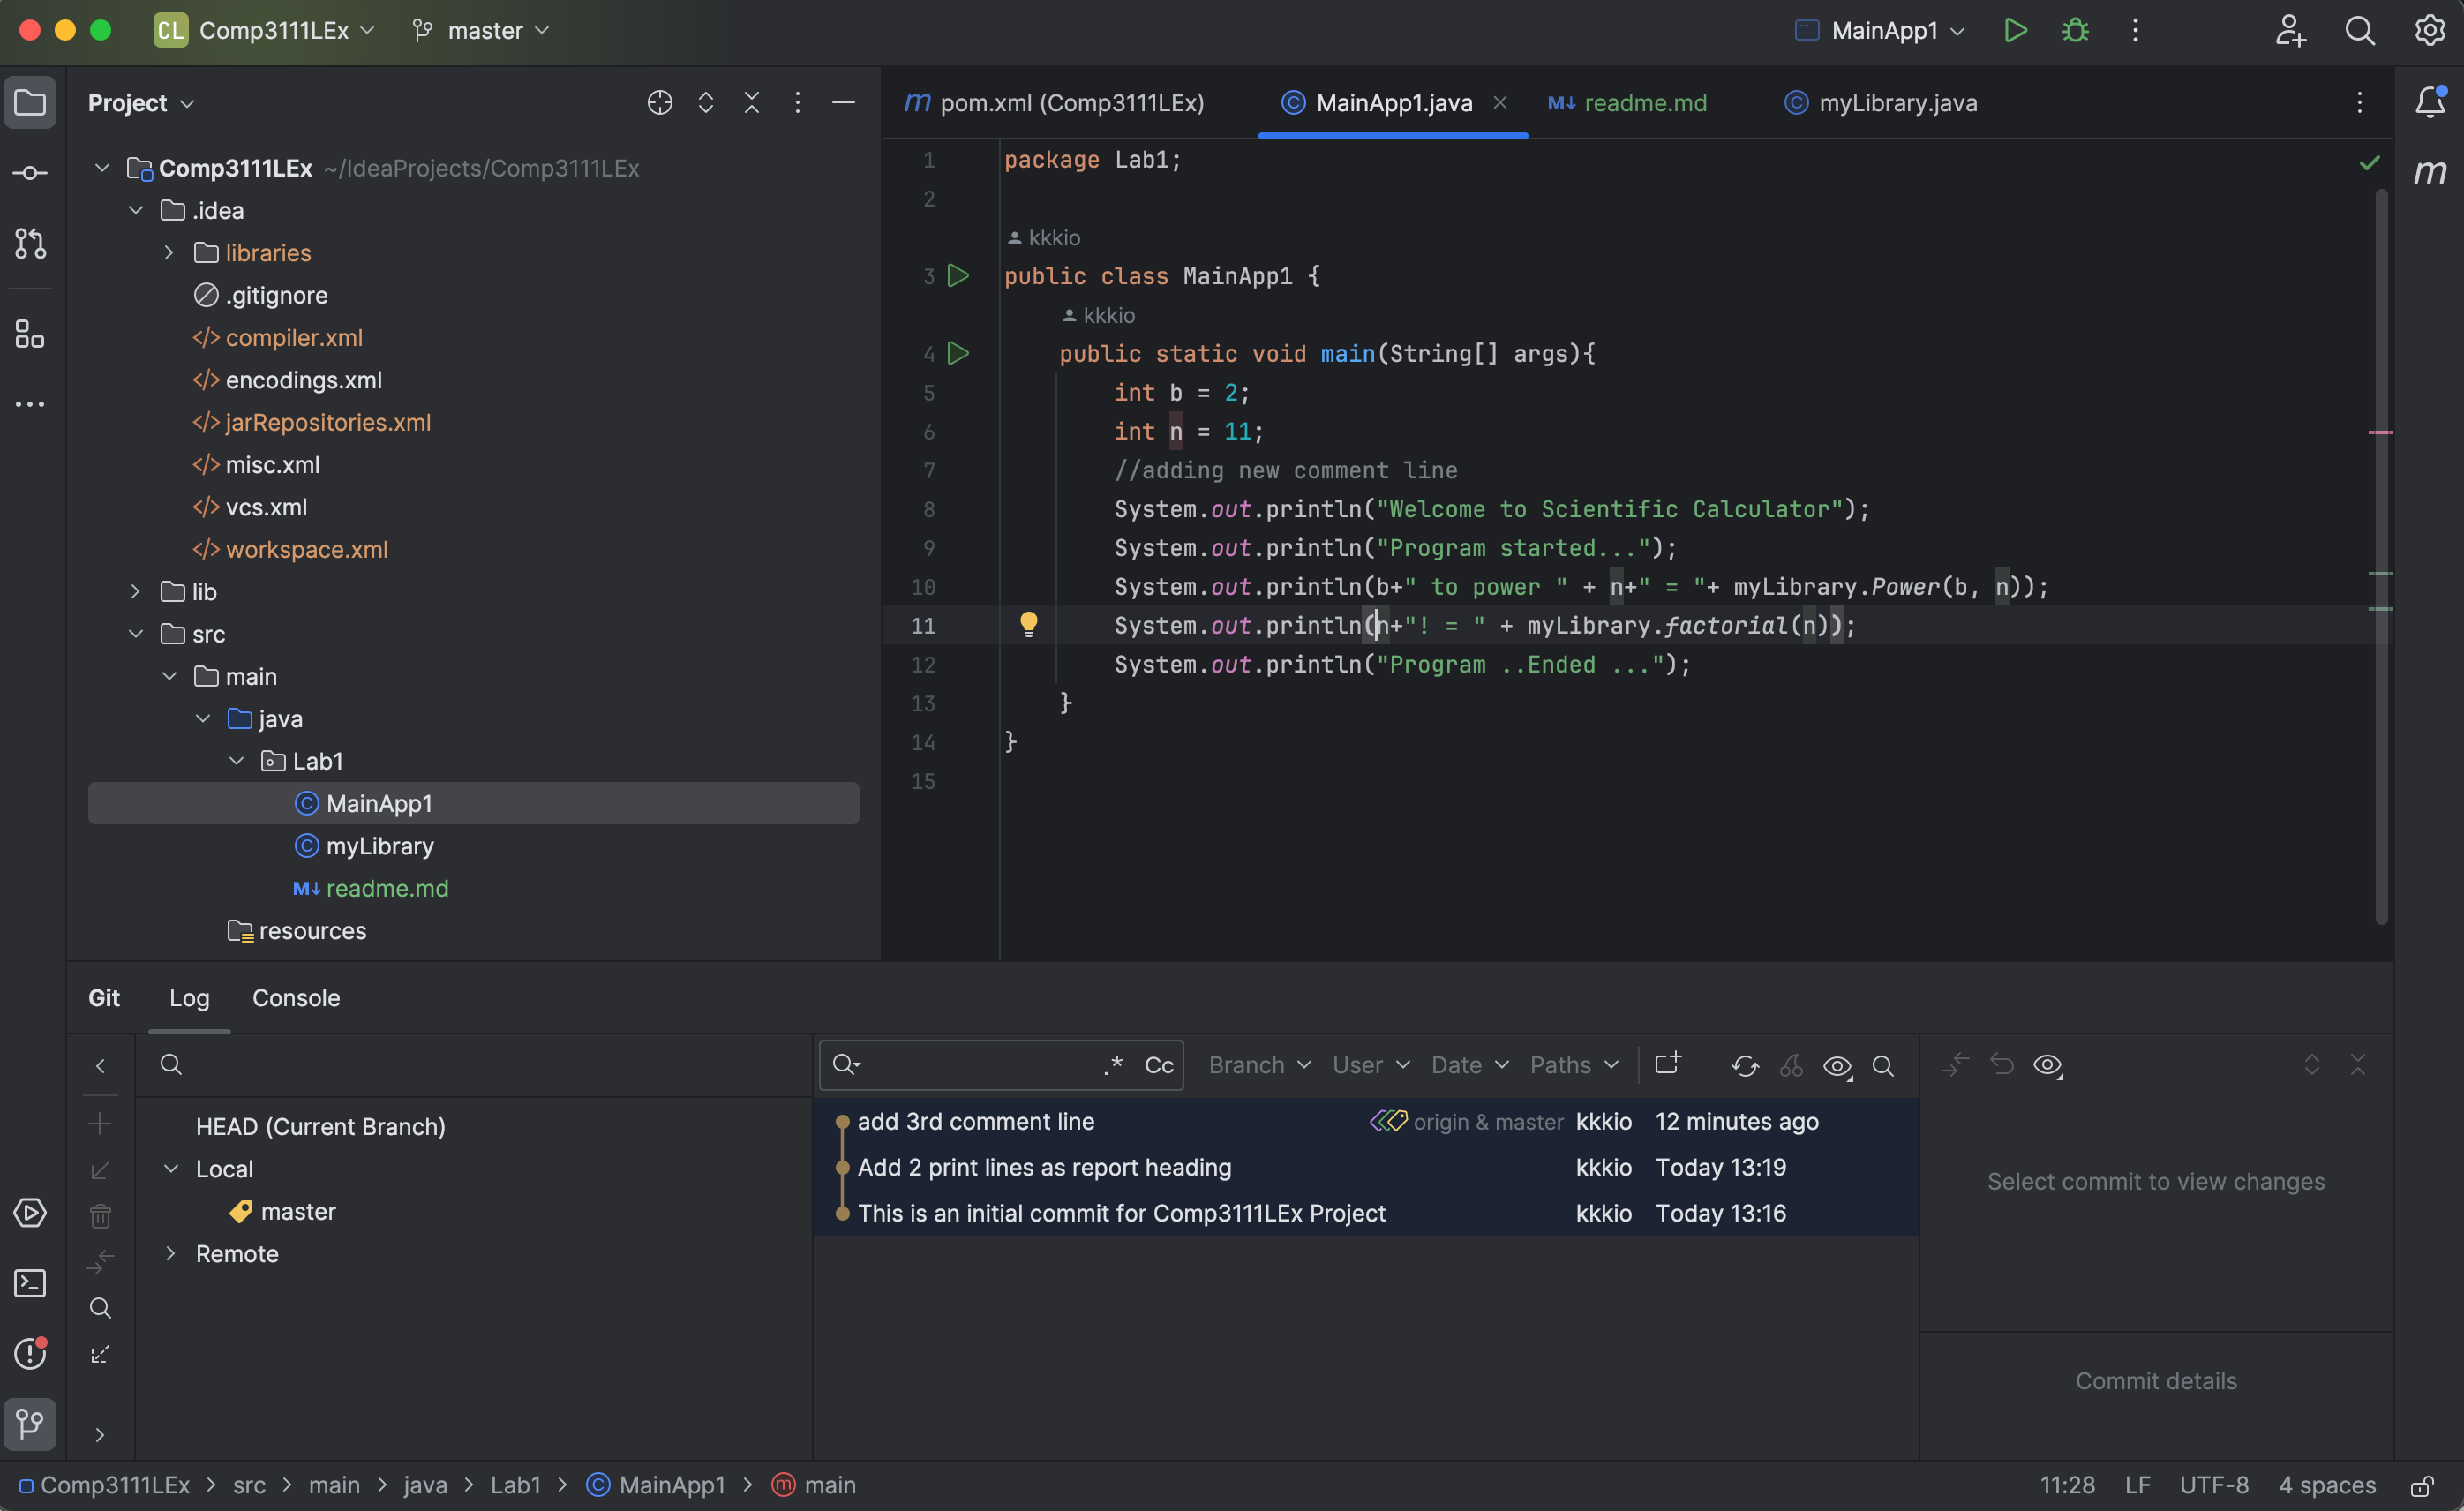 CL Comp3111LEx master MainApp1
Project
Comp3111LEx ~/IdeaProjects/Comp3111LEx
.idea
libraries
.gitignore
</> compiler.xml
</> encodings.xml
</> jarRepositories.xml
</> misc.xml
</> vcs.xml
</> workspace.xml
lib
src
main
java
Lab1
MainApp1
myLibrary
M↓ readme.md
resources
m pom.xml (Comp3111LEx) MainApp1.java M↓ readme.md myLibrary.java
1 package Lab1;
2
kkkio
3 public class MainApp1 {
kkkio
4 public static void main(String[] args){
5 int b = 2;
6 int n = 11;
7 //adding new comment line
8 System.out.println("Welcome to Scientific Calculator");
9 System.out.println("Program started...");
10 System.out.println(b+" to power " + n+" = "+ myLibrary.Power(b, n));
11 System.out.println(n+"! = " + myLibrary.factorial(n));
12 System.out.println("Program ..Ended ...");
13 }
14 }
15
m
Git Log Console
HEAD (Current Branch)
Local
master
Remote
.* Cc Branch User Date Paths
add 3rd comment line origin & master kkkio 12 minutes ago
Add 2 print lines as report heading kkkio Today 13:19
This is an initial commit for Comp3111LEx Project kkkio Today 13:16
Select commit to view changes
Commit details
Comp3111LEx > src > main > java > Lab1 > MainApp1 > main 11:28 LF UTF-8 4 spaces